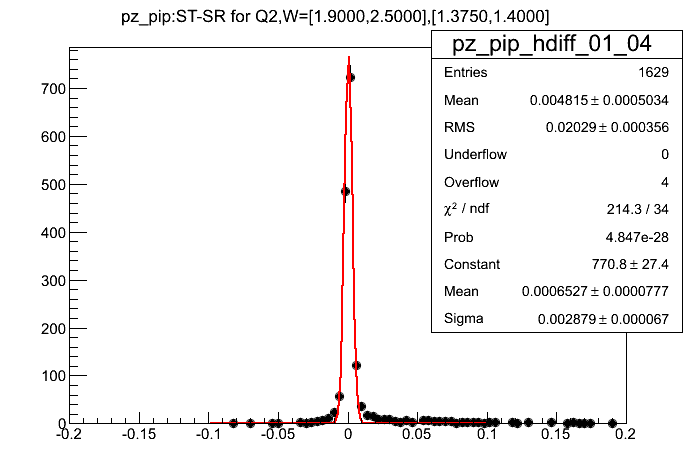 pz_pip:ST-SR for Q2,W=[1.9000,2.5000],[1.3750,1.4000]
pz_pip_hdiff_01_04
Entries 1629
Mean 0.004815 ± 0.0005034
RMS 0.02029 ± 0.000356
Underflow 0
Overflow 4
χ² / ndf 214.3 / 34
Prob 4.847e-28
Constant 770.8 ± 27.4
Mean 0.0006527 ± 0.0000777
Sigma 0.002879 ± 0.000067
700
600
500
400
300
200
100
0
-0.2 -0.15 -0.1 -0.05 0 0.05 0.1 0.15 0.2